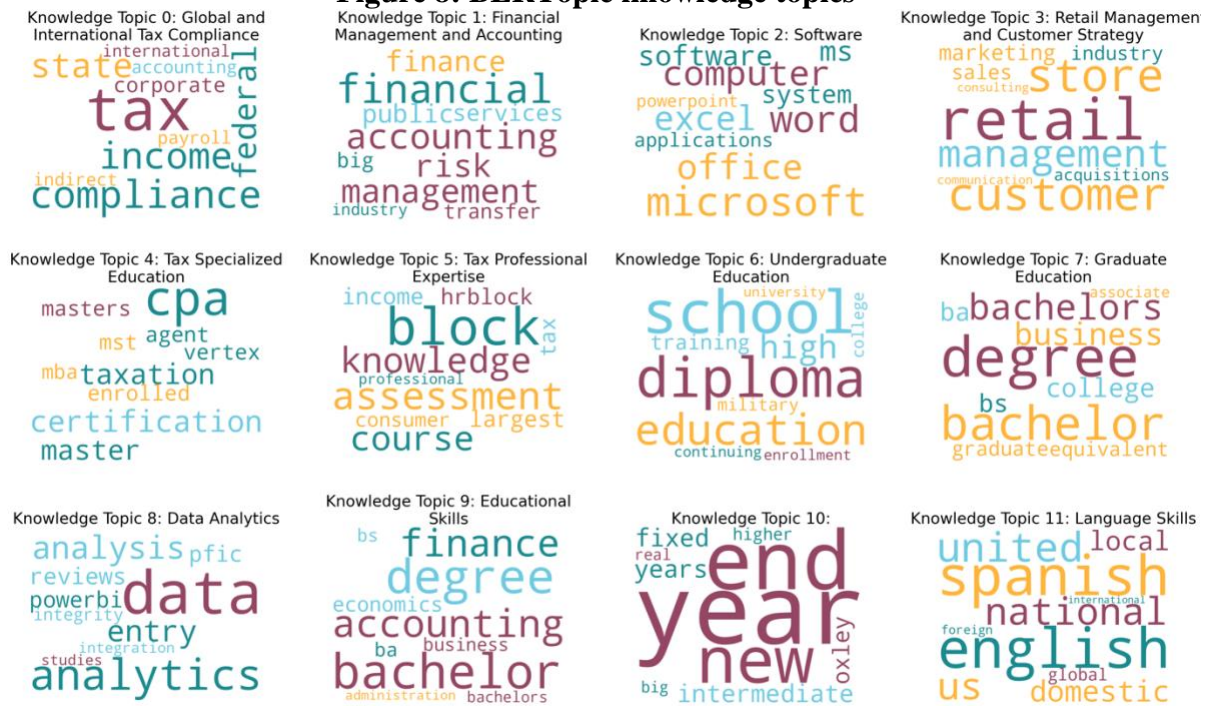 Figure 8: BERTopic knowledge topics
Knowledge Topic 0: Global and
International Tax Compliance
international
state
accounting
corporate
federal
tax
payroll
income
indirect
compliance
Knowledge Topic 1: Financial
Management and Accounting
finance
financial
public
services
accounting
big
risk
management
industry
transfer
Knowledge Topic 2: Software
software
ms
computer
powerpoint
system
excel
word
applications
office
microsoft
Knowledge Topic 3: Retail Managemen
and Customer Strategy
marketing
industry
sales
consulting
store
retail
management
acquisitions
communication
customer
Knowledge Topic 4: Tax Specialized
Education
masters
cpa
agent
mst
vertex
mba
taxation
enrolled
certification
master
Knowledge Topic 5: Tax Professional
Expertise
income
hrblock
block
tax
knowledge
professional
assessment
consumer
largest
course
Knowledge Topic 6: Undergraduate
Education
university
school
college
training
high
diploma
military
education
continuing
enrollment
Knowledge Topic 7: Graduate
Education
associate
ba
bachelors
business
degree
college
bs
bachelor
graduate
equivalent
Knowledge Topic 8: Data Analytics
analysis
pfic
reviews
data
powerbi
integrity
entry
integration
studies
analytics
Knowledge Topic 9: Educational
Skills
bs
finance
degree
economics
accounting
ba
business
bachelor
administration
bachelors
Knowledge Topic 10:
fixed
higher
real
end
years
year
oxley
new
big
intermediate
Knowledge Topic 11: Language Skills
united
local
spanish
international
national
foreign
english
global
us
domestic